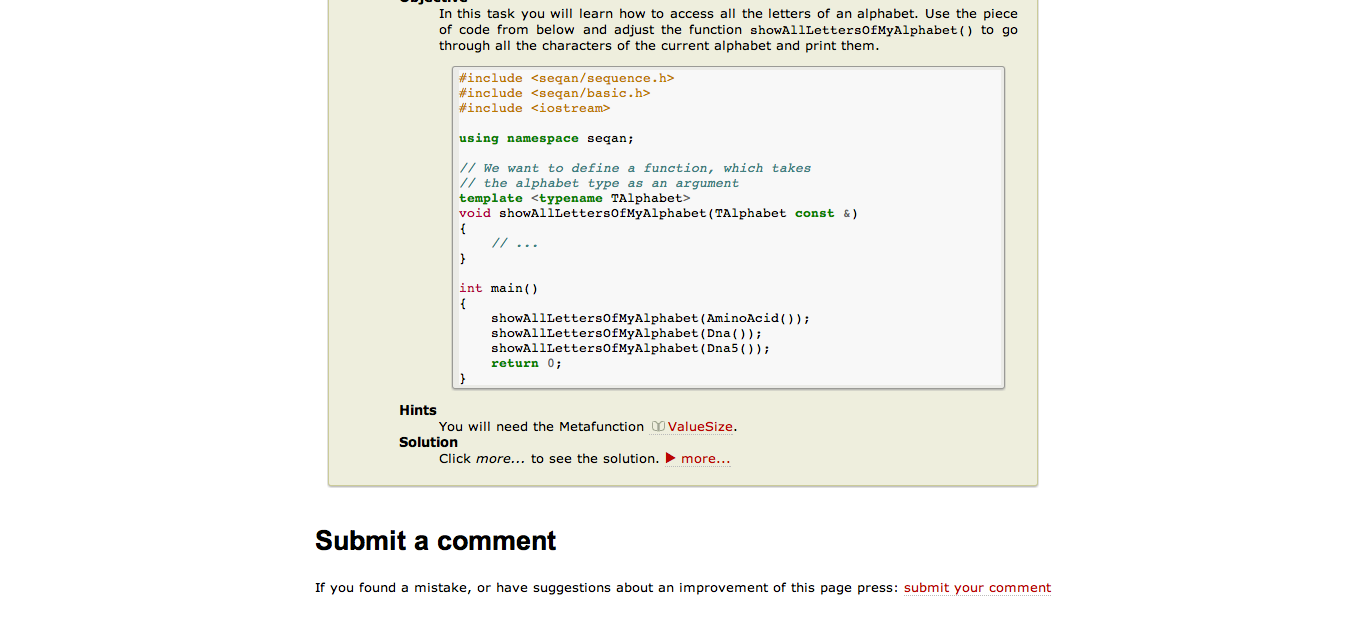 Objective
In this task you will learn how to access all the letters of an alphabet. Use the piece
of code from below and adjust the function showAllLettersOfMyAlphabet() to go
through all the characters of the current alphabet and print them.
#include <seqan/sequence.h>
#include <seqan/basic.h>
#include <iostream>
using namespace seqan;
// We want to define a function, which takes
// the alphabet type as an argument
template <typename TAlphabet>
void showAllLettersOfMyAlphabet(TAlphabet const &)
{
    // ...
}
int main()
{
    showAllLettersOfMyAlphabet(AminoAcid());
    showAllLettersOfMyAlphabet(Dna());
    showAllLettersOfMyAlphabet(Dna5());
    return 0;
}
Hints
You will need the Metafunction ValueSize.
Solution
Click more... to see the solution. ▶ more...
Submit a comment
If you found a mistake, or have suggestions about an improvement of this page press: submit your comment